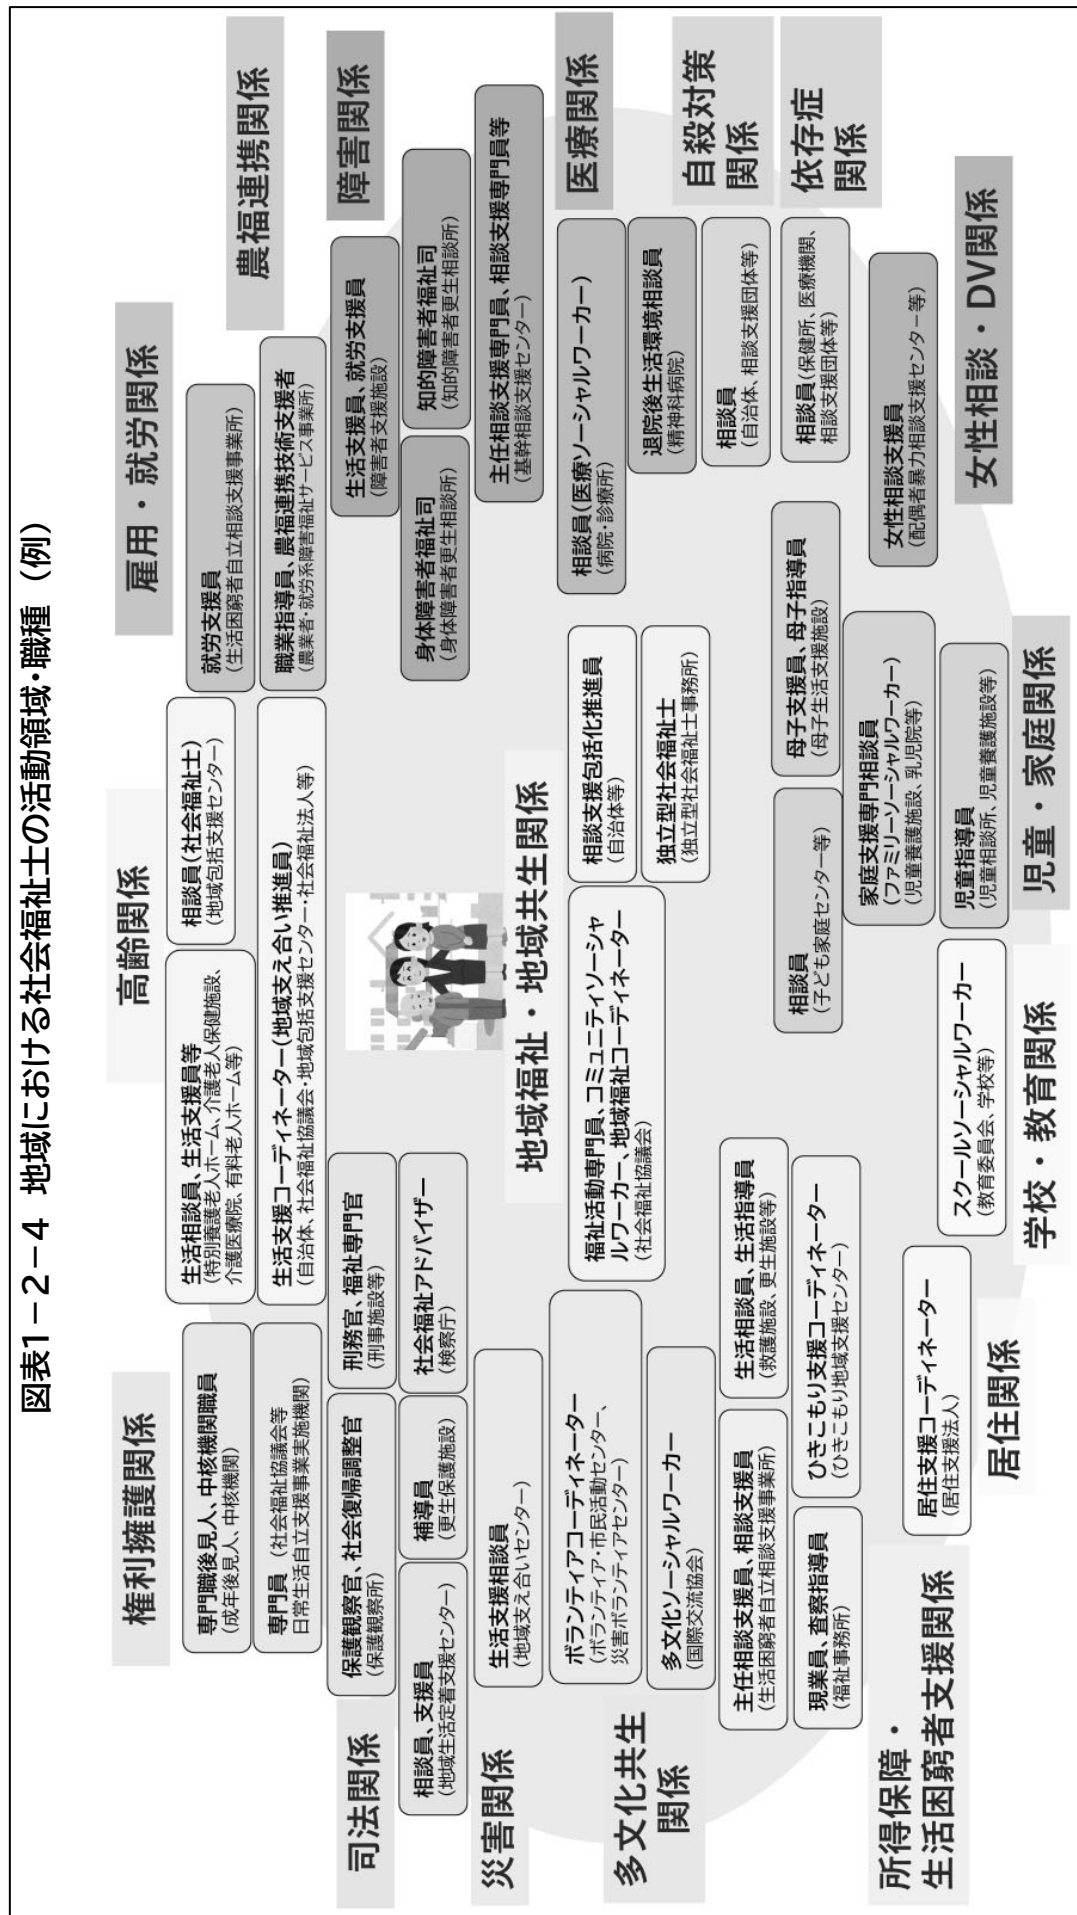 図表1－2－4 地域における社会福祉士の活動領域・職種（例）
権利擁護関係
専門職後見人、中核機関職員
（成年後見人、中核機関）
専門員（社会福祉協議会等
日常生活自立支援事業実施機関）
高齢関係
生活相談員、生活支援員等
（特別養護老人ホーム、介護老人保健施設、
介護医療院、有料老人ホーム等）
相談員（社会福祉士）
（地域包括支援センター）
生活支援コーディネーター（地域支え合い推進員）
（自治体、社会福祉協議会・地域包括支援センター・社会福祉法人等）
雇用・就労関係
就労支援員
（生活困窮者自立相談支援事業所）
農福連携関係
職業指導員、農福連携技術支援者
（農業者・就労系障害福祉サービス事業所）
司法関係
保護観察官、社会復帰調整官
（保護観察所）
刑務官、福祉専門官
（刑事施設等）
相談員、支援員
（地域生活定着支援センター）
補導員
（更生保護施設）
社会福祉アドバイザー
（検察庁）
障害関係
生活支援員、就労支援員
（障害者支援施設）
身体障害者福祉司
（身体障害者更生相談所）
知的障害者福祉司
（知的障害者更生相談所）
主任相談支援専門員、相談支援専門員等
（基幹相談支援センター）
災害関係
生活支援相談員
（地域支え合いセンター）
ボランティアコーディネーター
（ボランティア・市民活動センター、
災害ボランティアセンター）
地域福祉・地域共生関係
福祉活動専門員、コミュニティソーシャ
ルワーカー、地域福祉コーディネーター
（社会福祉協議会）
相談支援包括化推進員
（自治体等）
独立型社会福祉士
（独立型社会福祉士事務所）
医療関係
相談員（医療ソーシャルワーカー）
（病院・診療所）
退院後生活環境相談員
（精神科病院）
多文化共生
関係
多文化ソーシャルワーカー
（国際交流協会）
自殺対策
関係
相談員
（自治体、相談支援団体等）
依存症
関係
相談員（保健所、医療機関、
相談支援団体等）
所得保障・
生活困窮者支援関係
主任相談支援員、相談支援員
（生活困窮者自立相談支援事業所）
生活相談員、生活指導員
（救護施設、更生施設等）
現業員、査察指導員
（福祉事務所）
ひきこもり支援コーディネーター
（ひきこもり地域支援センター）
居住支援コーディネーター
（居住支援法人）
居住関係
スクールソーシャルワーカー
（教育委員会、学校等）
学校・教育関係
相談員
（子ども家庭センター等）
母子支援員、母子指導員
（母子生活支援施設）
家庭支援専門相談員
（ファミリーソーシャルワーカー）
（児童養護施設、乳児院等）
児童指導員
（児童相談所、児童養護施設等）
児童・家庭関係
女性相談支援員
（配偶者暴力相談支援センター等）
女性相談・DV関係